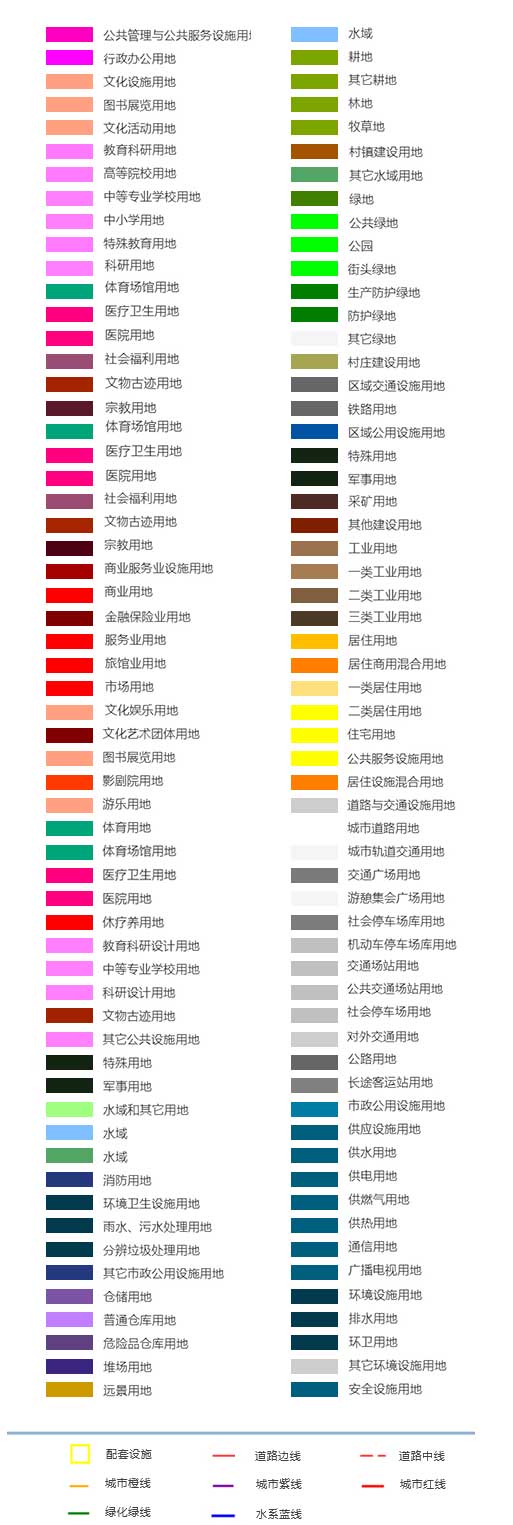 公共管理与公共服务设施用
行政办公用地
文化设施用地
图书展览用地
文化活动用地
教育科研用地
高等院校用地
中等专业学校用地
中小学用地
特殊教育用地
科研用地
体育场馆用地
医疗卫生用地
医院用地
社会福利用地
文物古迹用地
宗教用地
体育场馆用地
医疗卫生用地
医院用地
社会福利用地
文物古迹用地
宗教用地
商业服务业设施用地
商业用地
金融保险业用地
服务业用地
旅馆业用地
市场用地
文化娱乐用地
文化艺术团体用地
图书展览用地
影剧院用地
游乐用地
体育用地
体育场馆用地
医疗卫生用地
医院用地
休疗养用地
教育科研设计用地
中等专业学校用地
科研设计用地
文物古迹用地
其它公共设施用地
特殊用地
军事用地
水域和其它用地
水域
水域
消防用地
环境卫生设施用地
雨水、污水处理用地
分辨垃圾处理用地
其它市政公用设施用地
仓储用地
普通仓库用地
危险品仓库用地
堆场用地
远景用地
水域
耕地
其它耕地
林地
牧草地
村镇建设用地
其它水域用地
绿地
公共绿地
公园
街头绿地
生产防护绿地
防护绿地
其它绿地
村庄建设用地
区域交通设施用地
铁路用地
区域公用设施用地
特殊用地
军事用地
采矿用地
其他建设用地
工业用地
一类工业用地
二类工业用地
三类工业用地
居住用地
居住商用混合用地
一类居住用地
二类居住用地
住宅用地
公共服务设施用地
居住设施混合用地
道路与交通设施用地
城市道路用地
城市轨道交通用地
交通广场用地
游憩集会广场用地
社会停车场库用地
机动车停车场库用地
交通场站用地
公共交通场站用地
社会停车场用地
对外交通用地
公路用地
长途客运站用地
市政公用设施用地
供应设施用地
供水用地
供电用地
供燃气用地
供热用地
通信用地
广播电视用地
环境设施用地
排水用地
环卫用地
其它环境设施用地
安全设施用地
配套设施
道路边线
道路中线
城市橙线
城市紫线
城市红线
绿化绿线
水系蓝线